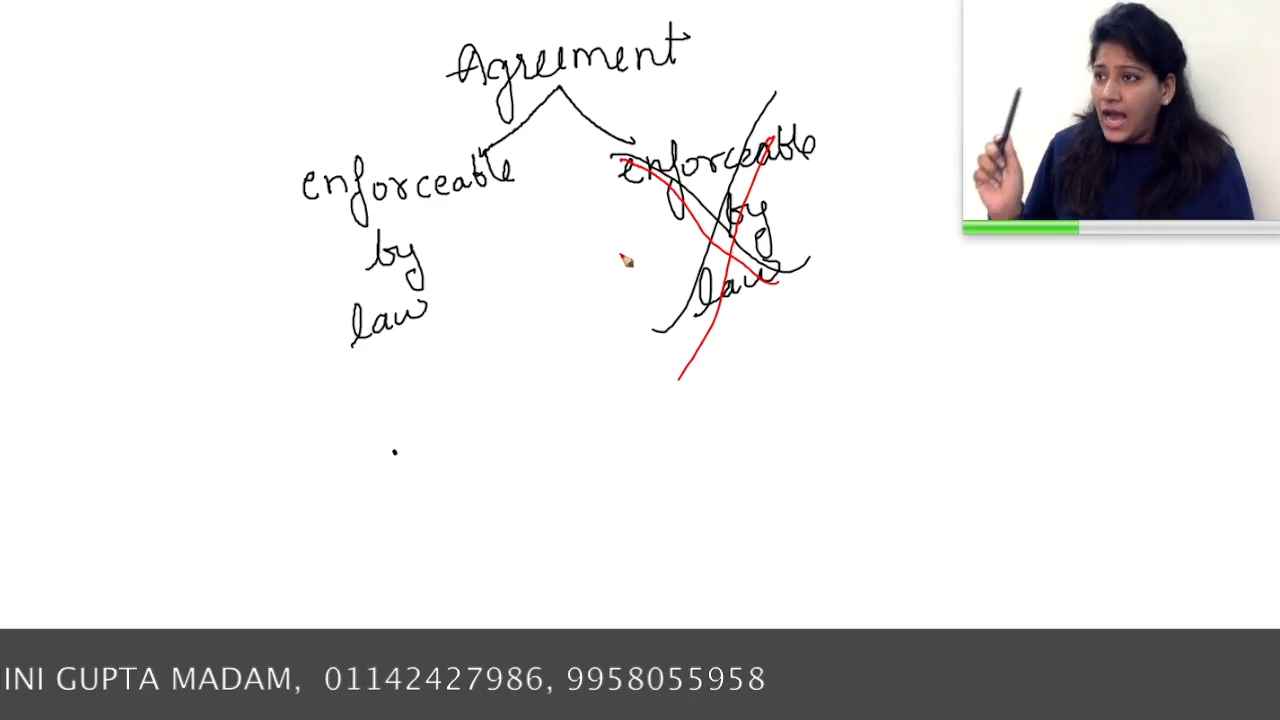 Agreement
enforceable
by
law
enforceable
by
law
INI GUPTA MADAM, 01142427986, 9958055958